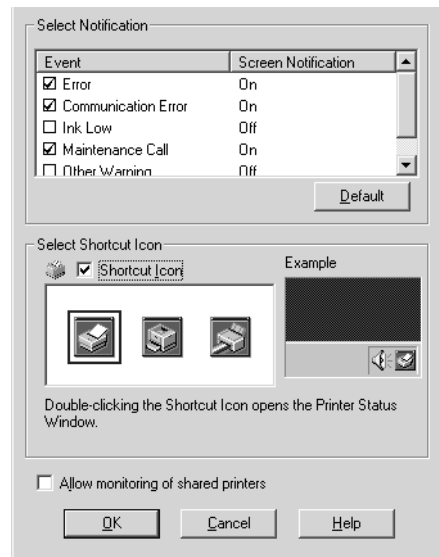 Select Notification
Event Screen Notification
Error On
Communication Error On
Ink Low Off
Maintenance Call On
Other Warning Off
Default
Select Shortcut Icon
Shortcut Icon
Example
Double-clicking the Shortcut Icon opens the Printer Status
Window.
Allow monitoring of shared printers
OK Cancel Help